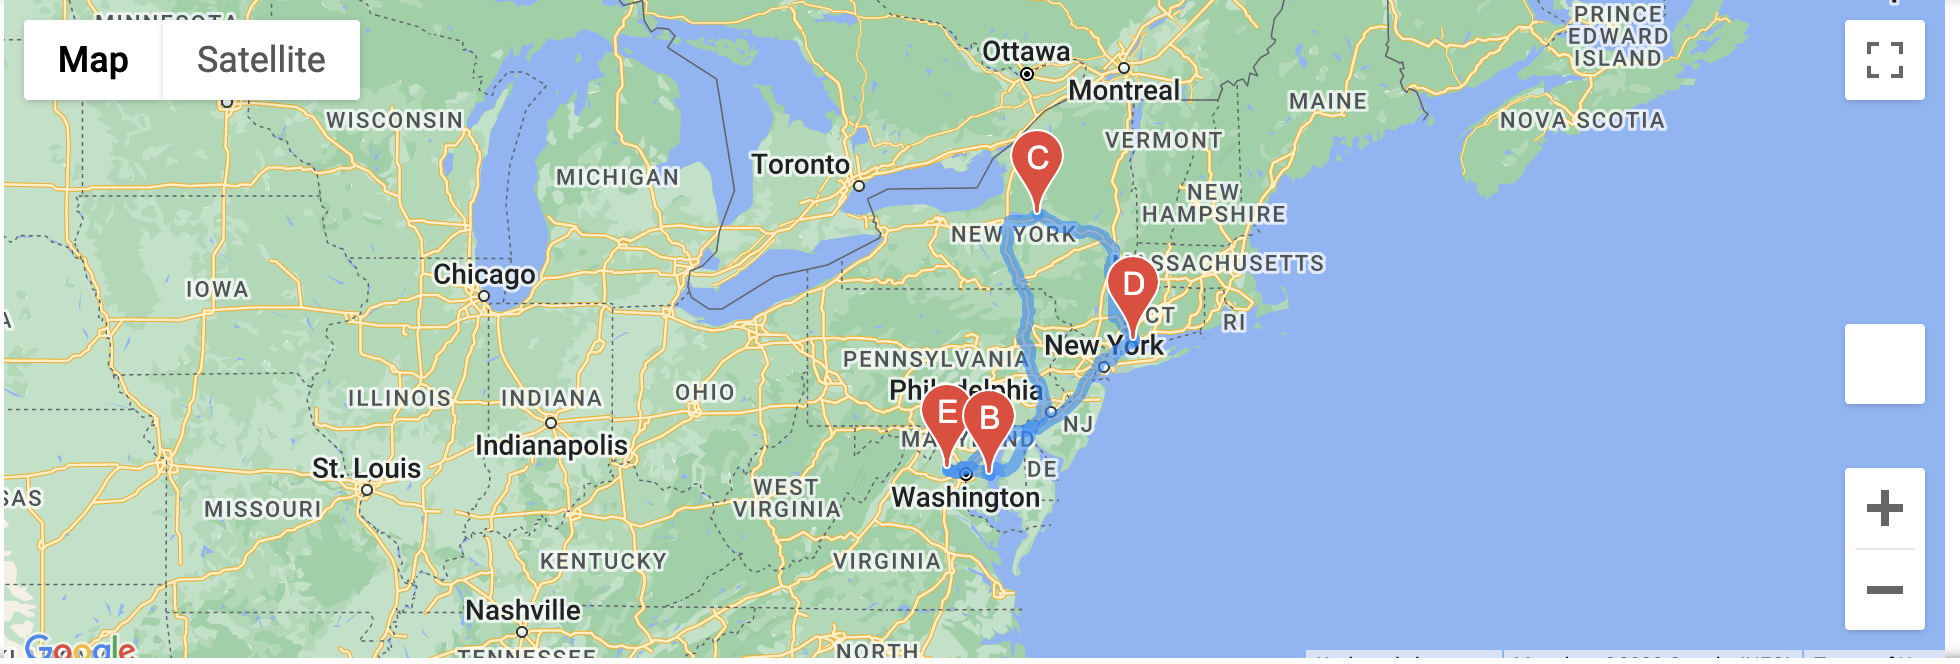 MINNESOTA
Map
Satellite
Ottawa
Montreal
PRINCE
EDWARD
ISLAND
MAINE
NOVA SCOTIA
WISCONSIN
VERMONT
C
Toronto
MICHIGAN
NEW
HAMPSHIRE
NEW YORK
MASSACHUSETTS
D
Chicago
IOWA
CT
RI
New York
PENNSYLVANIA
Philadelphia
ILLINOIS
INDIANA
OHIO
E
B
NJ
MARYLAND
Indianapolis
St. Louis
DE
WEST
VIRGINIA
Washington
MISSOURI
KENTUCKY
VIRGINIA
Nashville
Google
TENNESSEE
NORTH